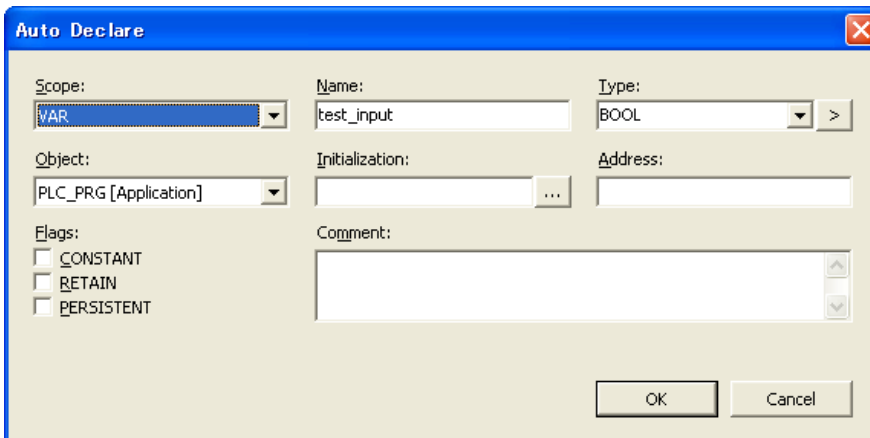 Auto Declare
Scope: Name: Type:
VAR test_input BOOL >
Object: Initialization: Address:
PLC_PRG [Application] ...
Flags: Comment:
CONSTANT
RETAIN
PERSISTENT
OK Cancel